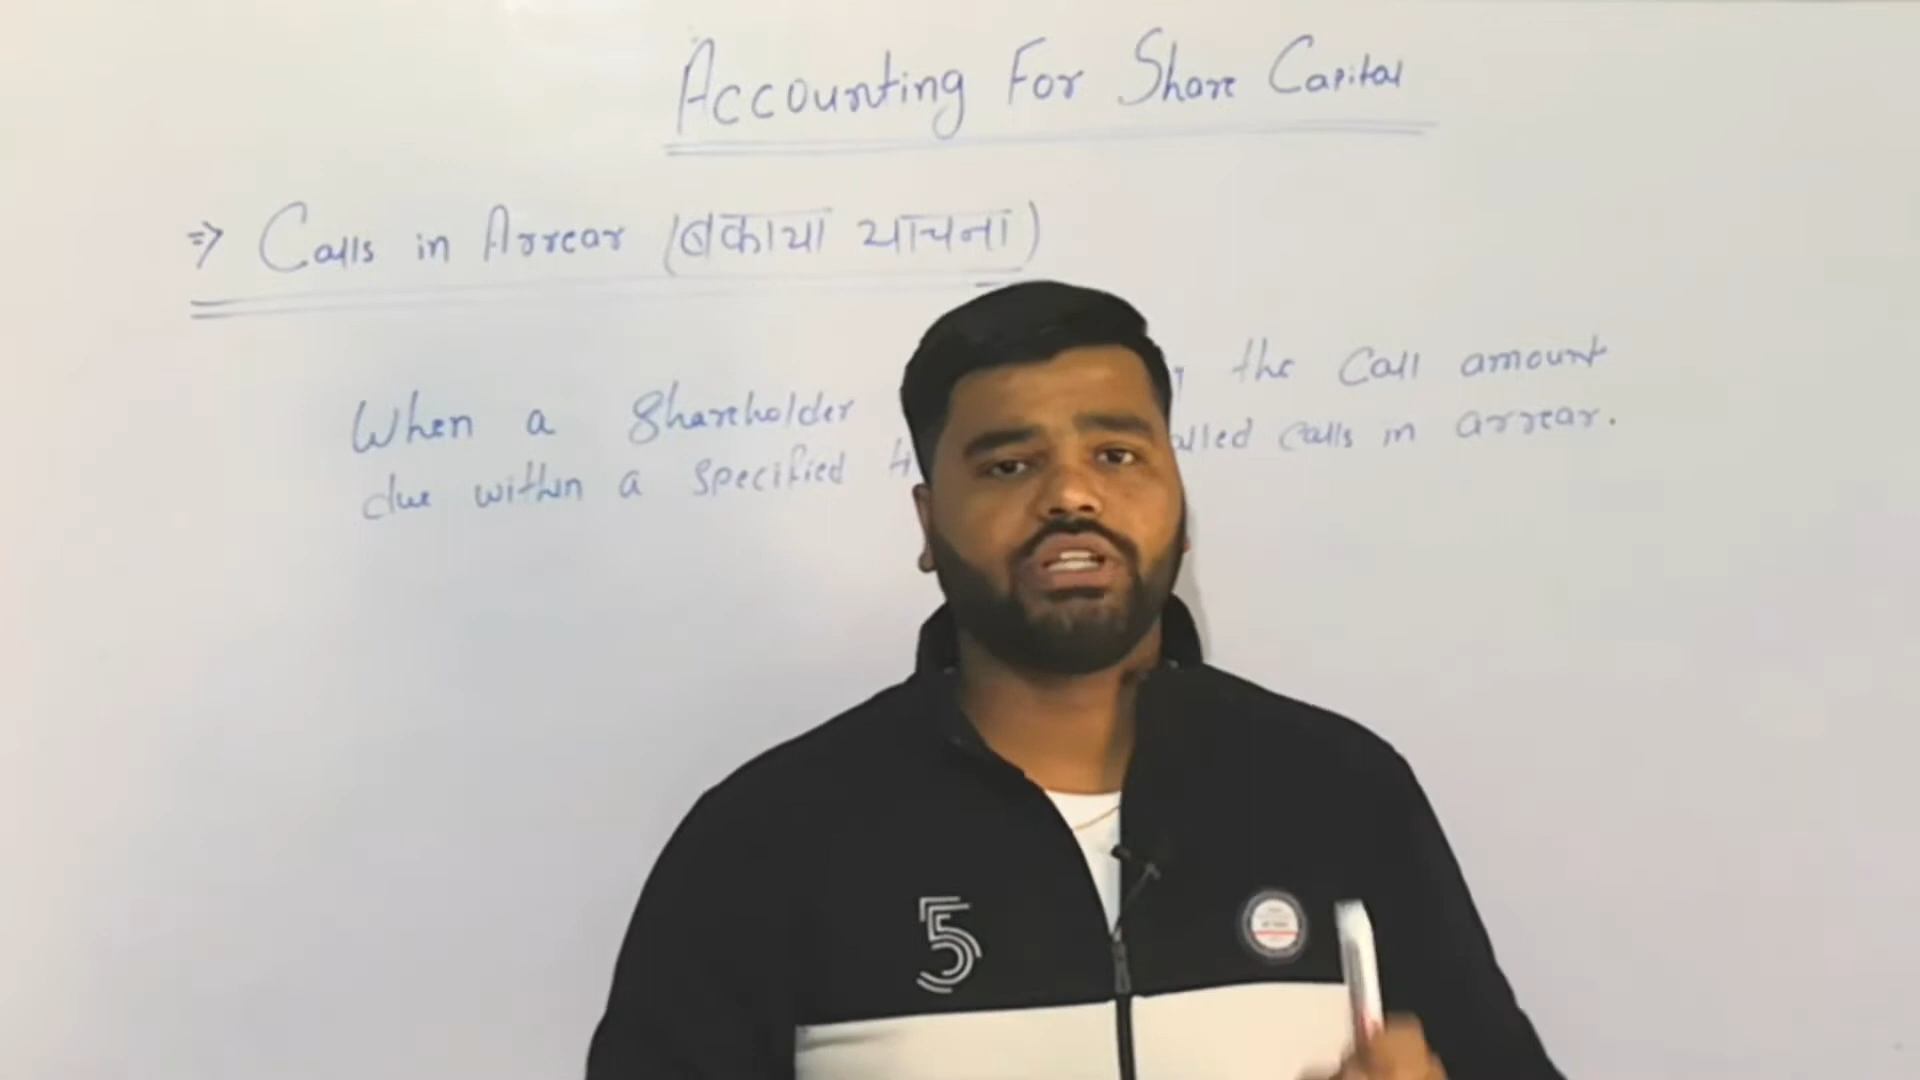 Accounting For Share Capital
⇒ Calls in Arrear (बकाया याचना)
When a Shareholder the Call amount
due within a specified called calls in arrear.
5